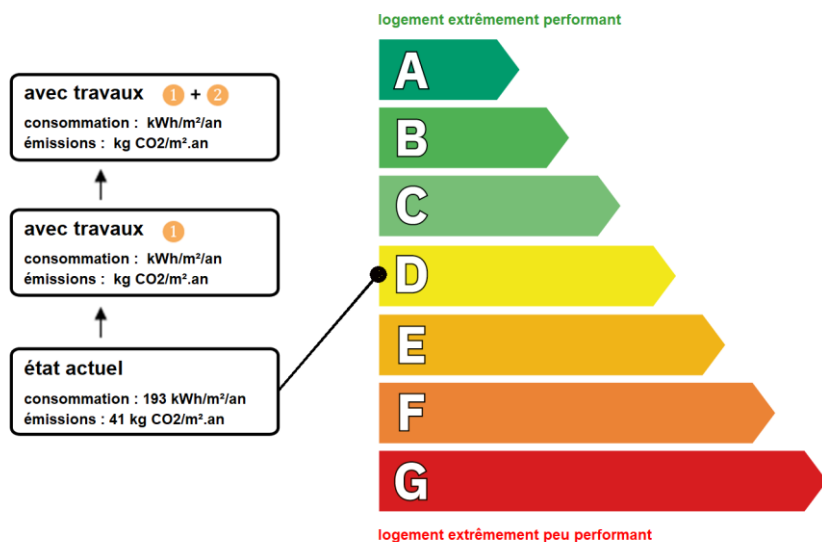 logement extrêmement performant
avec travaux 1 + 2
consommation : kWh/m²/an
émissions : kg CO2/m².an
avec travaux 1
consommation : kWh/m²/an
émissions : kg CO2/m².an
état actuel
consommation : 193 kWh/m²/an
émissions : 41 kg CO2/m².an
A
B
C
D
E
F
G
logement extrêmement peu performant